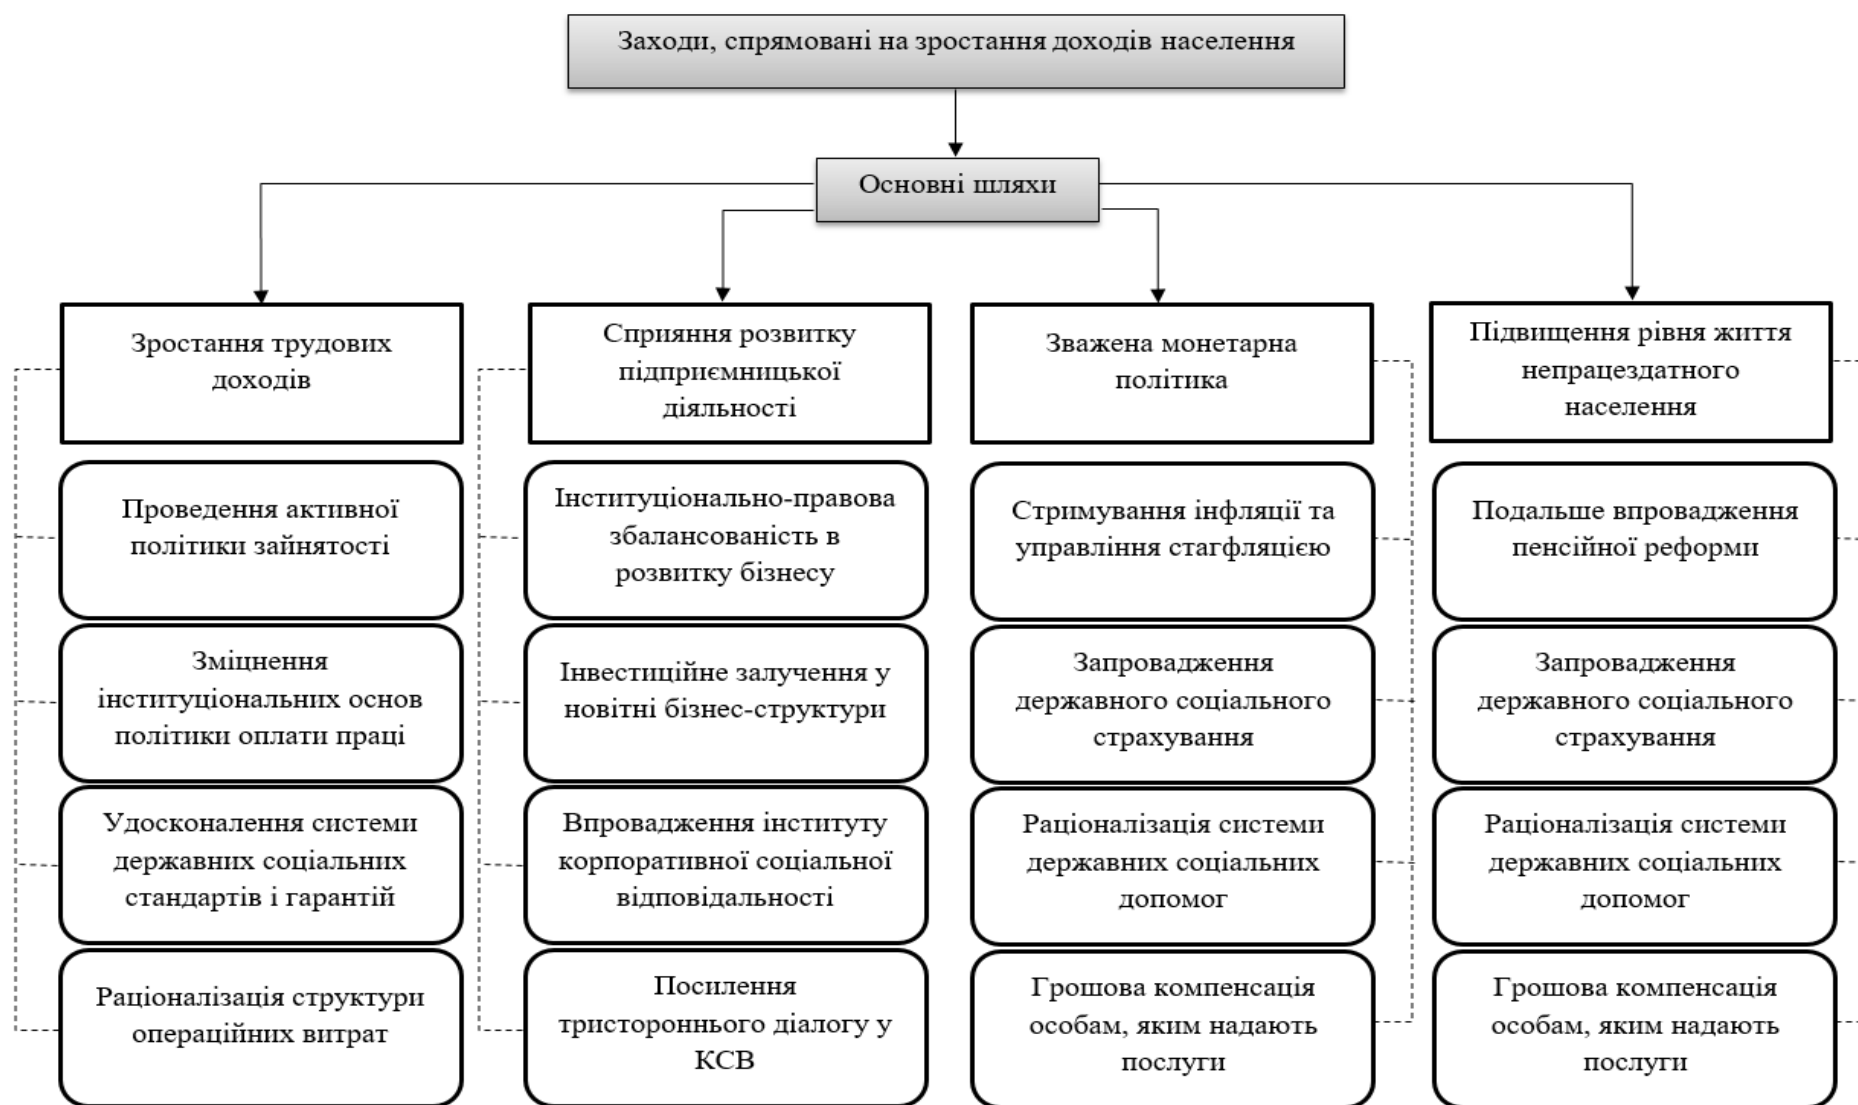 Заходи, спрямовані на зростання доходів населення
Основні шляхи
Зростання трудових
доходів
Сприяння розвитку
підприємницької
діяльності
Зважена монетарна
політика
Підвищення рівня життя
непрацездатного
населення
Проведення активної
політики зайнятості
Інституціонально-правова
збалансованість в
розвитку бізнесу
Стримування інфляції та
управління стагфляцією
Подальше впровадження
пенсійної реформи
Зміцнення
інституціональних основ
політики оплати праці
Інвестиційне залучення у
новітні бізнес-структури
Запровадження
державного соціального
страхування
Запровадження
державного соціального
страхування
Удосконалення системи
державних соціальних
стандартів і гарантій
Впровадження інституту
корпоративної соціальної
відповідальності
Раціоналізація системи
державних соціальних
допомог
Раціоналізація системи
державних соціальних
допомог
Раціоналізація структури
операційних витрат
Посилення
тристороннього діалогу у
КСВ
Грошова компенсація
особам, яким надають
послуги
Грошова компенсація
особам, яким надають
послуги